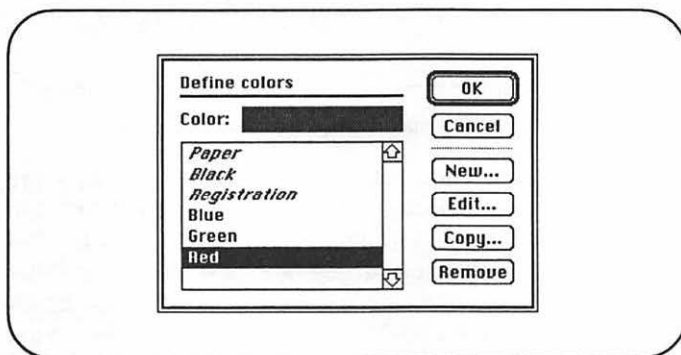 Define colors
Color:
Paper
Black
Registration
Blue
Green
Red
OK
Cancel
New...
Edit...
Copy...
Remove